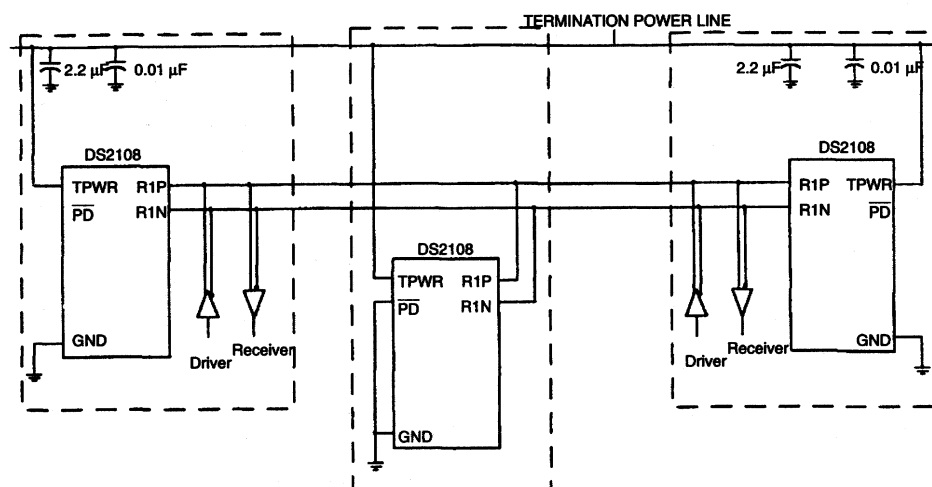 TERMINATION POWER LINE
2.2 µF 0.01 µF
2.2 µF 0.01 µF
DS2108
TPWR R1P
PD R1N
GND
Driver Receiver
DS2108
TPWR R1P
PD R1N
GND
DS2108
R1P TPWR
R1N PD
GND
Driver Receiver